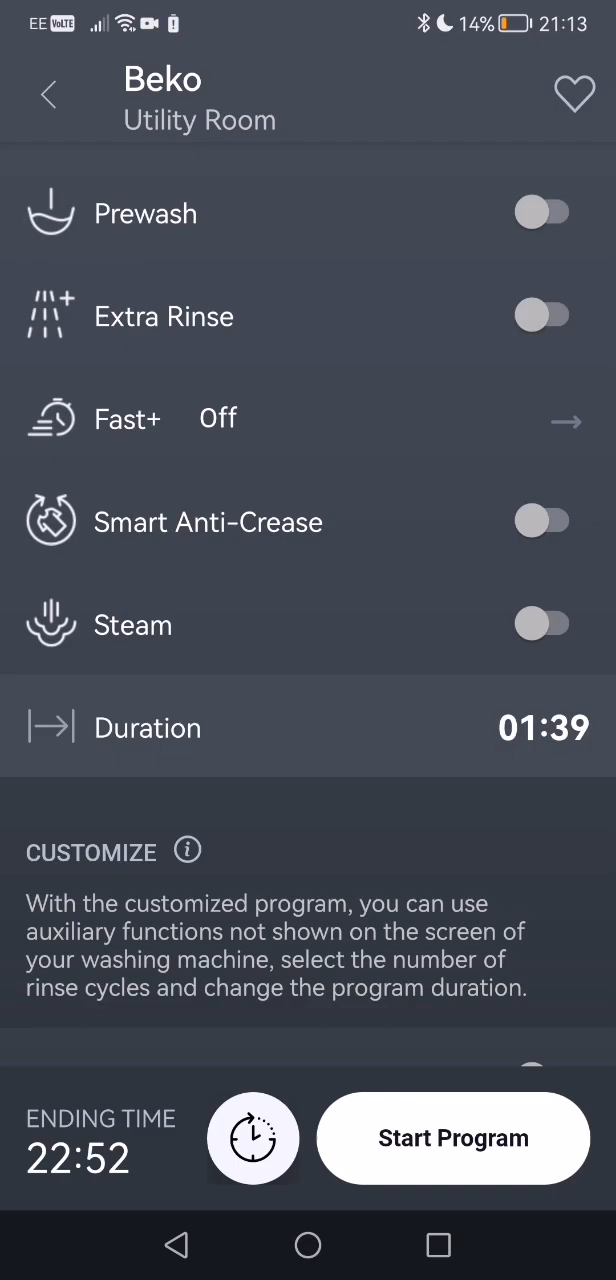 EE VoLTE 14% 21:13
Beko
Utility Room
Prewash
Extra Rinse
Fast+ Off
Smart Anti-Crease
Steam
Duration 01:39
CUSTOMIZE
With the customized program, you can use
auxiliary functions not shown on the screen of
your washing machine, select the number of
rinse cycles and change the program duration.
ENDING TIME
22:52
Start Program